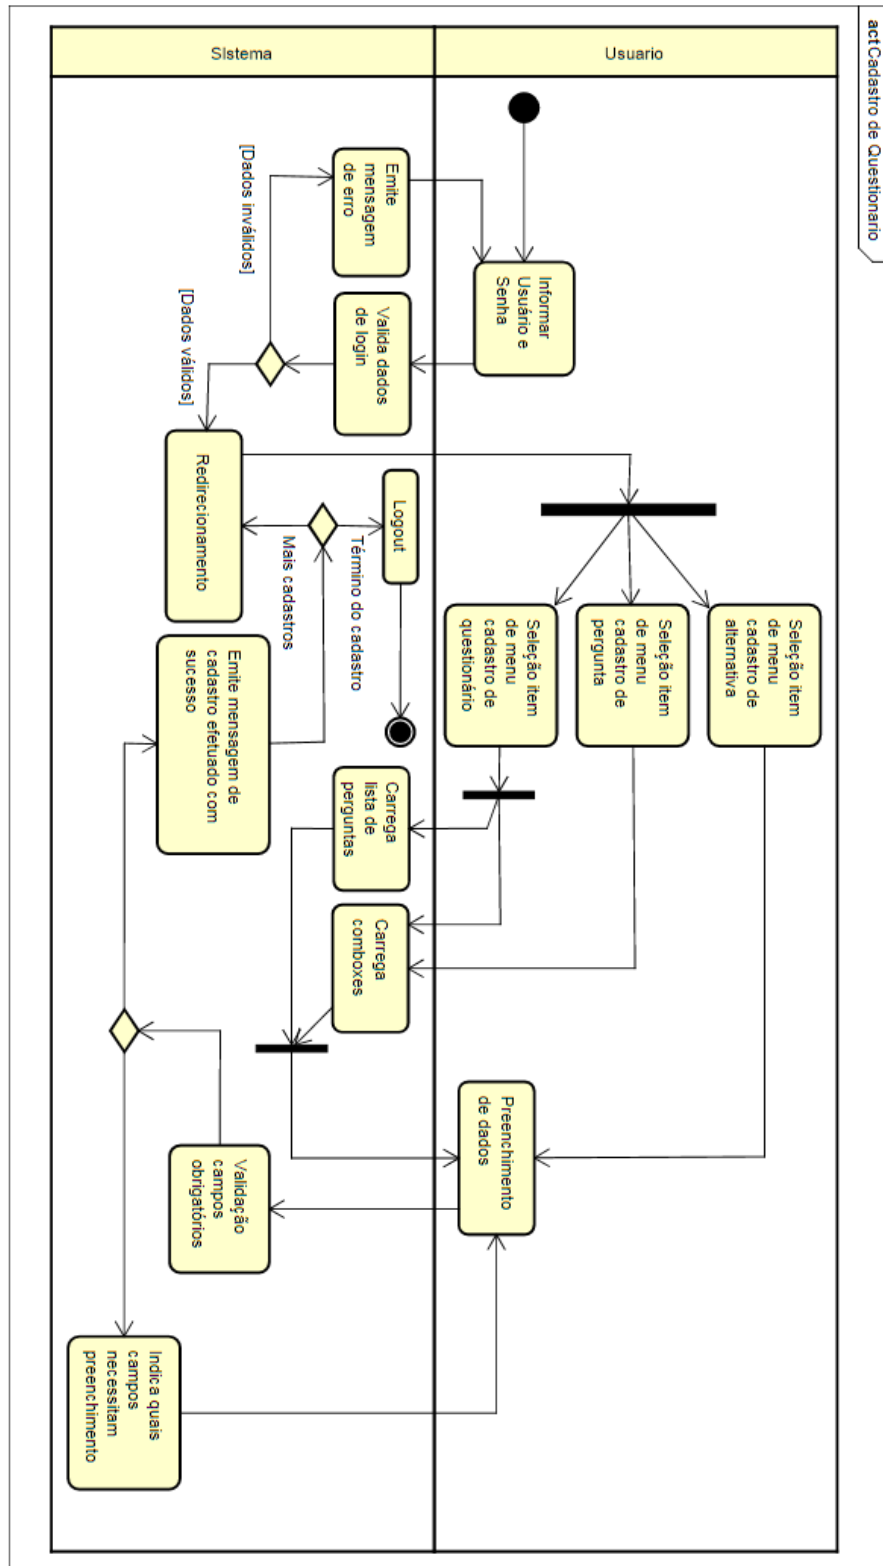 act Cadastro de Questionario
SIstema
Usuario
Informar
Usuário e
Senha
Emite
mensagem
de erro
Valida dados
de login
[Dados inválidos]
[Dados válidos]
Redirecionamento
Logout
Término do cadastro
Mais cadastros
Seleção item
de menu
cadastro de
alternativa
Seleção item
de menu
cadastro de
pergunta
Seleção item
de menu
cadastro de
questionário
Emite mensagem de
cadastro efetuado com
sucesso
Carrega
lista de
perguntas
Carrega
comboxes
Preenchimento
de dados
Validação
campos
obrigatórios
Indica quais
campos
necessitam
preenchimento